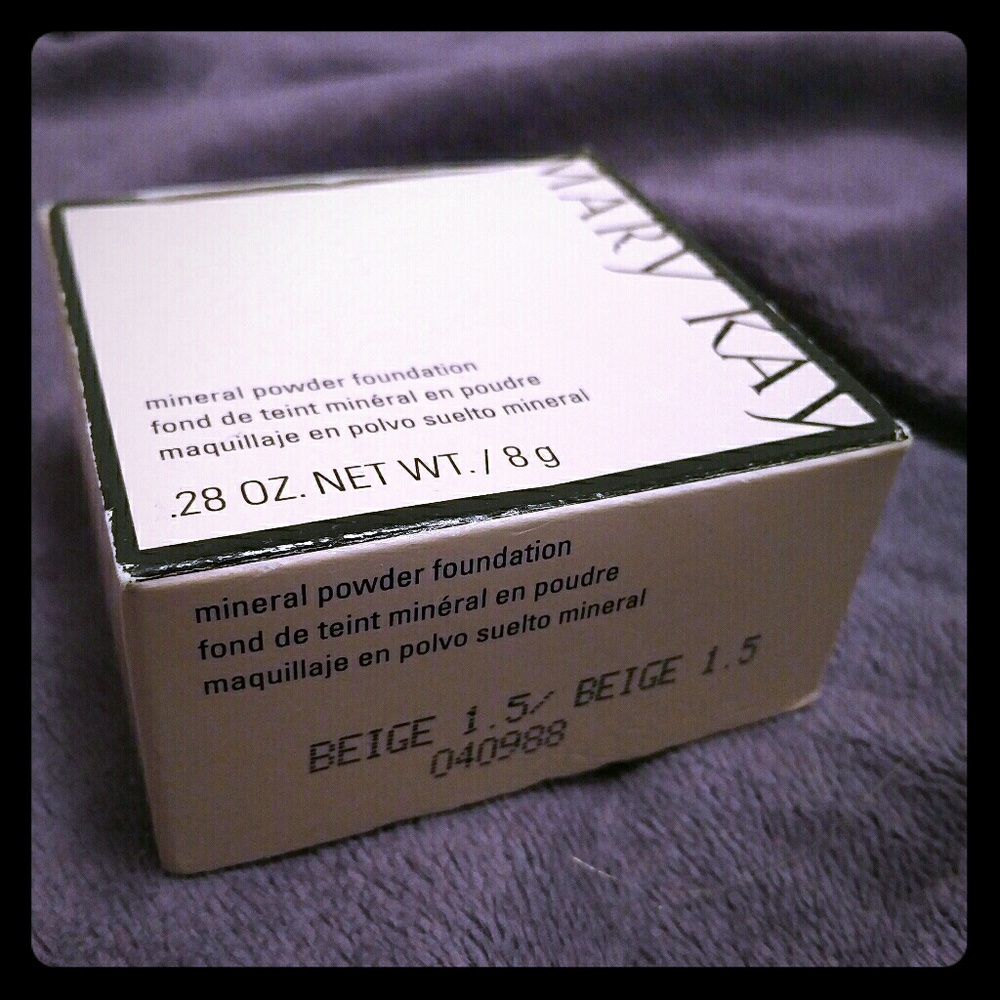 MARY KAY
mineral powder foundation
fond de teint minéral en poudre
maquillaje en polvo suelto mineral
.28 OZ. NET WT. / 8 g
mineral powder foundation
fond de teint minéral en poudre
maquillaje en polvo suelto mineral
BEIGE 1.5/ BEIGE 1.5
040988